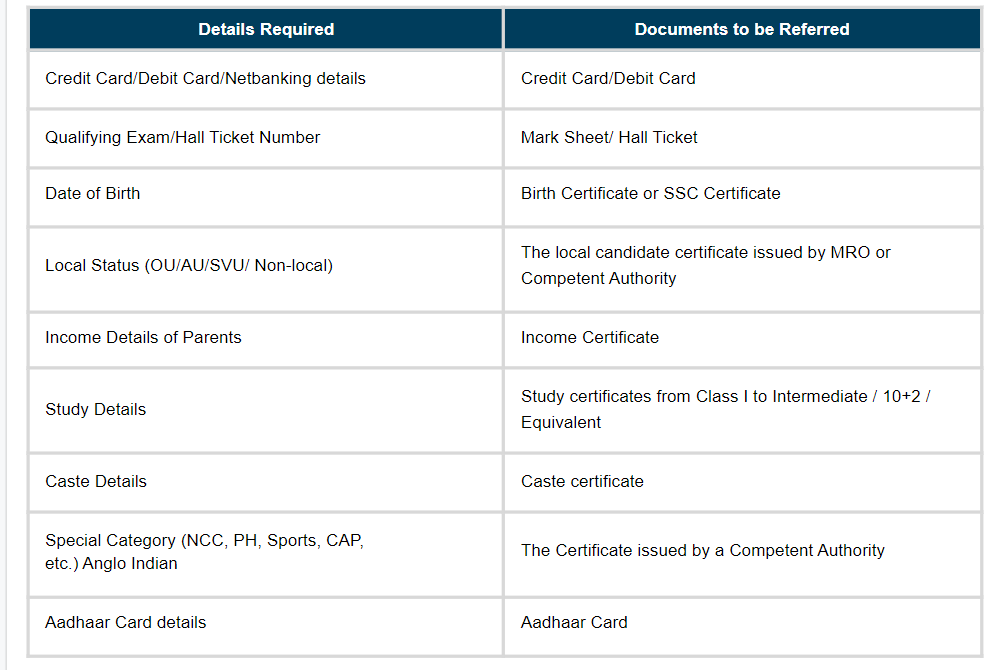 Details Required
Documents to be Referred
Credit Card/Debit Card/Netbanking details
Credit Card/Debit Card
Qualifying Exam/Hall Ticket Number
Mark Sheet/ Hall Ticket
Date of Birth
Birth Certificate or SSC Certificate
Local Status (OU/AU/SVU/ Non-local)
The local candidate certificate issued by MRO or
Competent Authority
Income Details of Parents
Income Certificate
Study Details
Study certificates from Class I to Intermediate / 10+2 /
Equivalent
Caste Details
Caste certificate
Special Category (NCC, PH, Sports, CAP,
etc.) Anglo Indian
The Certificate issued by a Competent Authority
Aadhaar Card details
Aadhaar Card